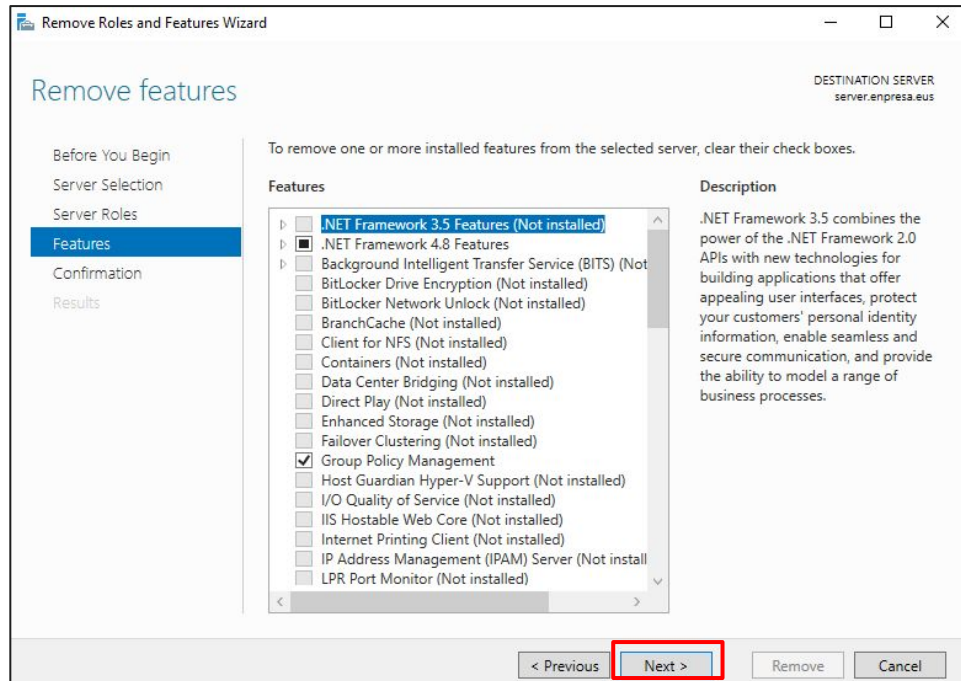 Remove Roles and Features Wizard
Remove features
DESTINATION SERVER
server.enpresa.eus
Before You Begin
Server Selection
Server Roles
Features
Confirmation
Results
To remove one or more installed features from the selected server, clear their check boxes.
Features
.NET Framework 3.5 Features (Not installed)
.NET Framework 4.8 Features
Background Intelligent Transfer Service (BITS) (Not
BitLocker Drive Encryption (Not installed)
BitLocker Network Unlock (Not installed)
BranchCache (Not installed)
Client for NFS (Not installed)
Containers (Not installed)
Data Center Bridging (Not installed)
Direct Play (Not installed)
Enhanced Storage (Not installed)
Failover Clustering (Not installed)
Group Policy Management
Host Guardian Hyper-V Support (Not installed)
I/O Quality of Service (Not installed)
IIS Hostable Web Core (Not installed)
Internet Printing Client (Not installed)
IP Address Management (IPAM) Server (Not install
LPR Port Monitor (Not installed)
Description
.NET Framework 3.5 combines the
power of the .NET Framework 2.0
APIs with new technologies for
building applications that offer
appealing user interfaces, protect
your customers' personal identity
information, enable seamless and
secure communication, and provide
the ability to model a range of
business processes.
< Previous
Next >
Remove
Cancel